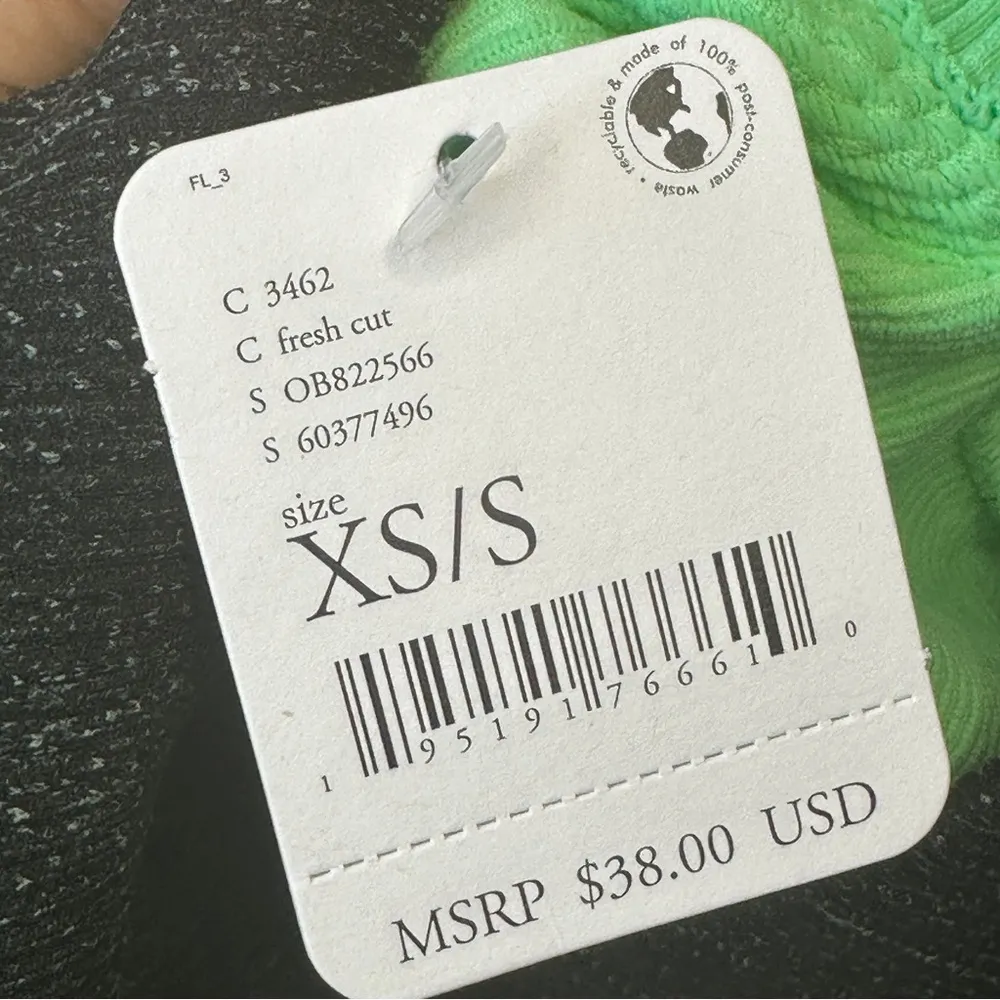 recyclable & made of 100% post-consumer waste •
FL_3
C 3462
C fresh cut
S OB822566
S 60377496
size
XS/S
1 95191 76661 0
MSRP $38.00 USD